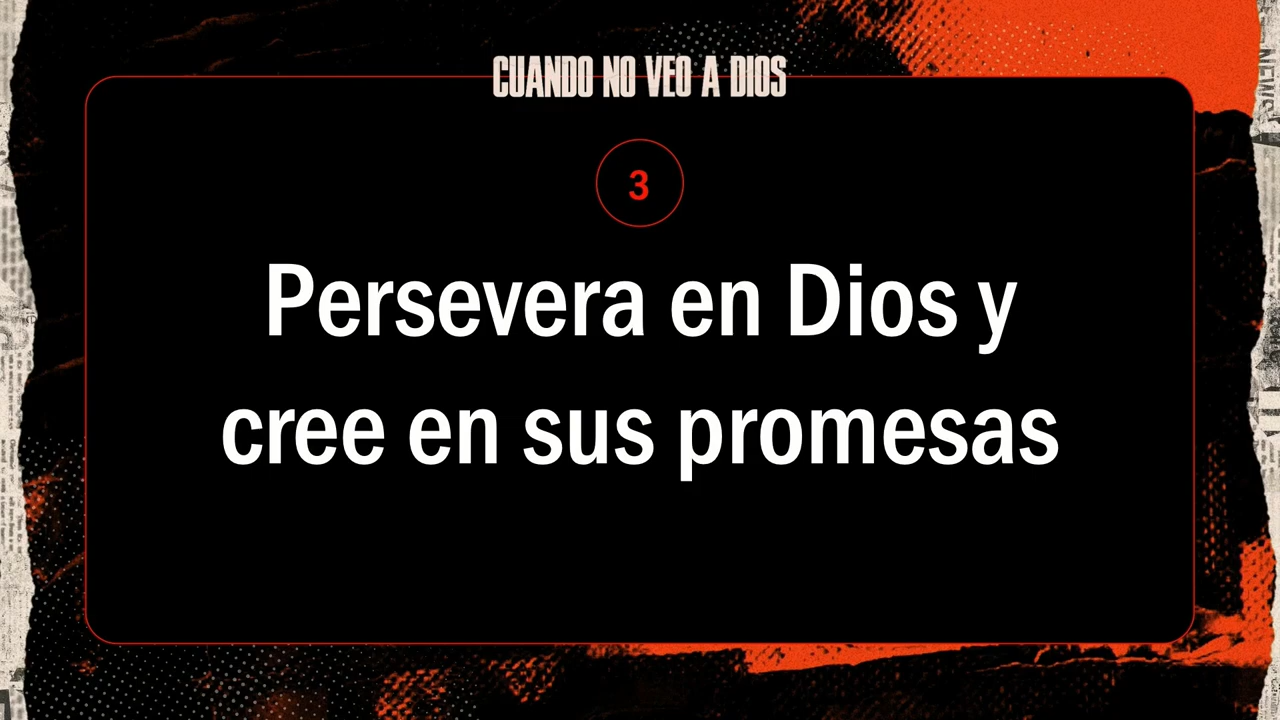 CUANDO NO VEO A DIOS
3
Persevera en Dios y
cree en sus promesas